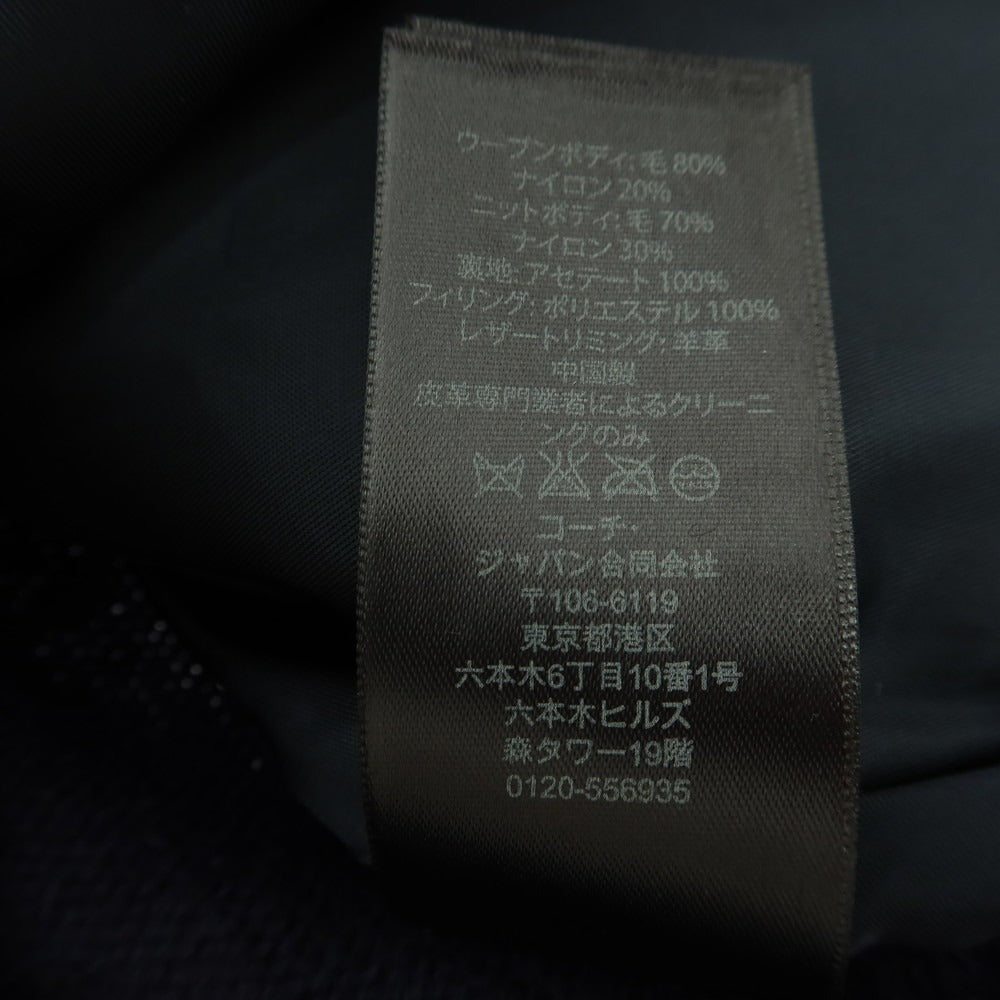 ウーブンボディ: 毛 80%
ナイロン 20%
ニットボディ: 毛 70%
ナイロン 30%
裏地: アセテート 100%
フィリング: ポリエステル 100%
レザートリミング: 羊革
中国製
皮革専門業者によるクリーニ
ングのみ
コーチ・
ジャパン合同会社
〒106-6119
東京都港区
六本木6丁目10番1号
六本木ヒルズ
森タワー19階
0120-556935